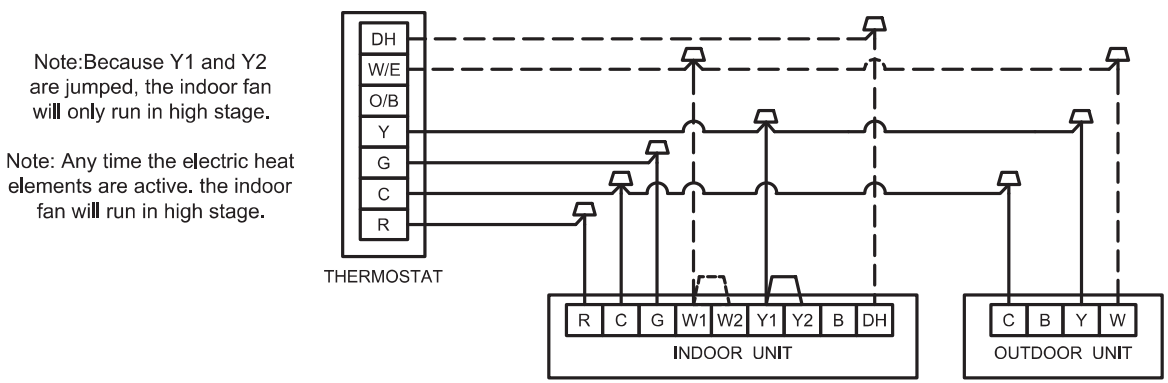 Note:Because Y1 and Y2
are jumped, the indoor fan
will only run in high stage.
Note: Any time the electric heat
elements are active. the indoor
fan will run in high stage.
DH
W/E
O/B
Y
G
C
R
THERMOSTAT
R C G W1 W2 Y1 Y2 B DH
INDOOR UNIT
C B Y W
OUTDOOR UNIT